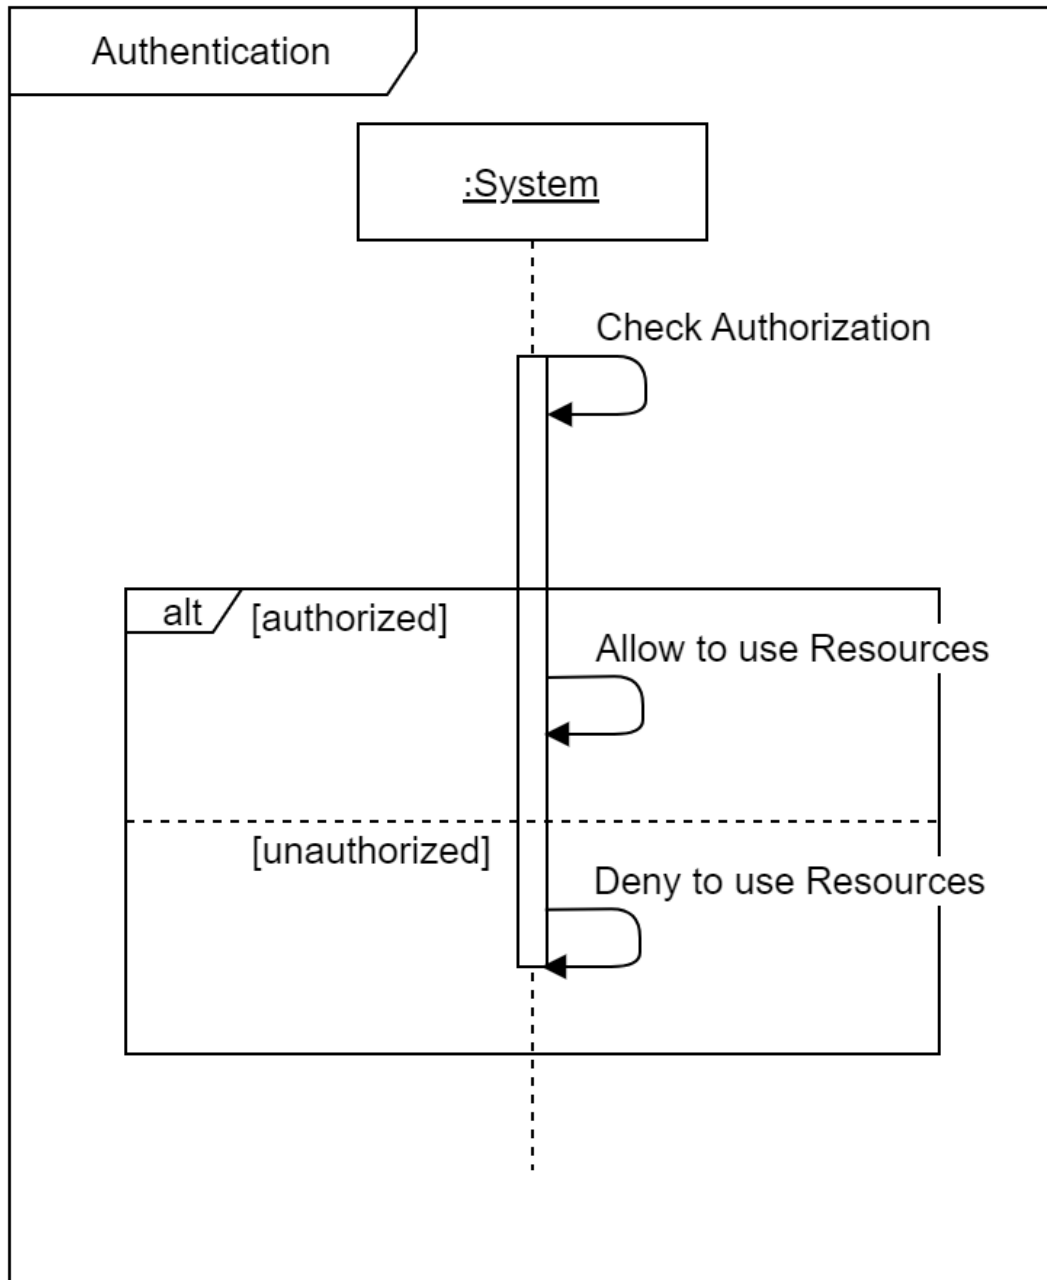 Authentication
:System
Check Authorization
alt
[authorized]
Allow to use Resources
[unauthorized]
Deny to use Resources